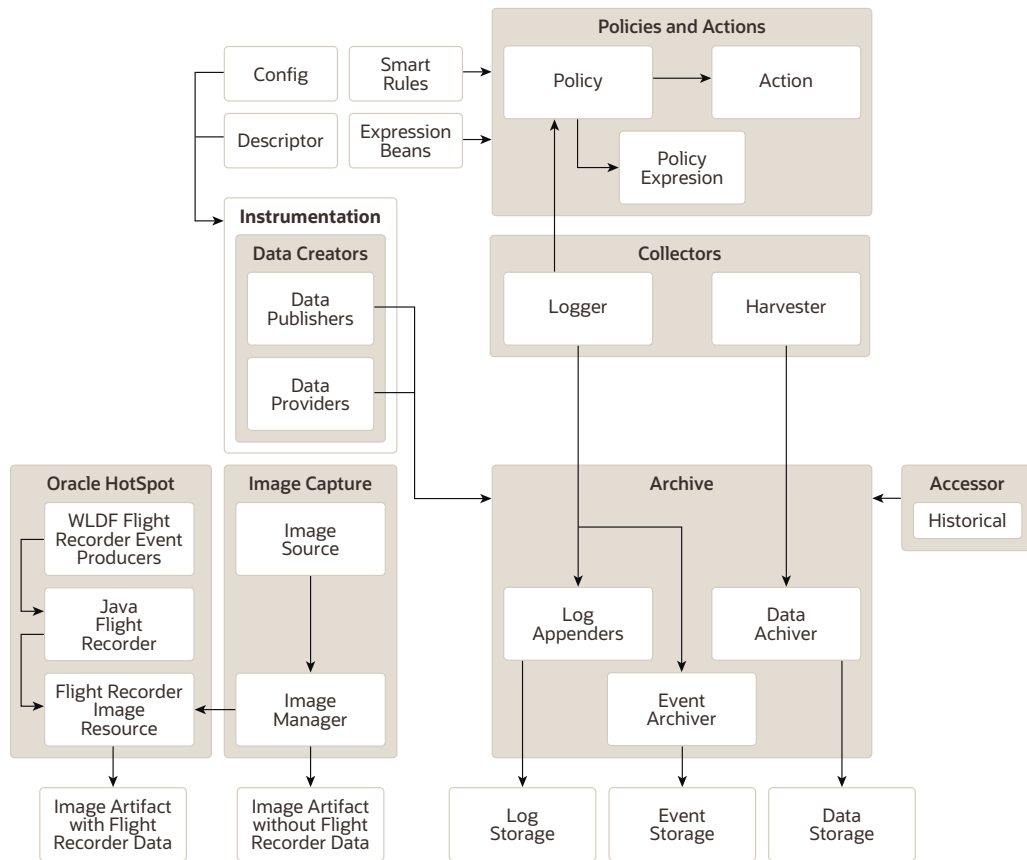 Policies and Actions
Config
Smart
Rules
Policy
Action
Descriptor
Expression
Beans
Policy
Expresion
Instrumentation
Data Creators
Data
Publishers
Data
Providers
Collectors
Logger
Harvester
Oracle HotSpot
WLDF Flight
Recorder Event
Producers
Java
Flight
Recorder
Flight Recorder
Image
Resource
Image Capture
Image
Source
Image
Manager
Archive
Log
Appenders
Data
Achiver
Event
Archiver
Accessor
Historical
Image Artifact
with Flight
Recorder Data
Image Artifact
without Flight
Recorder Data
Log
Storage
Event
Storage
Data
Storage